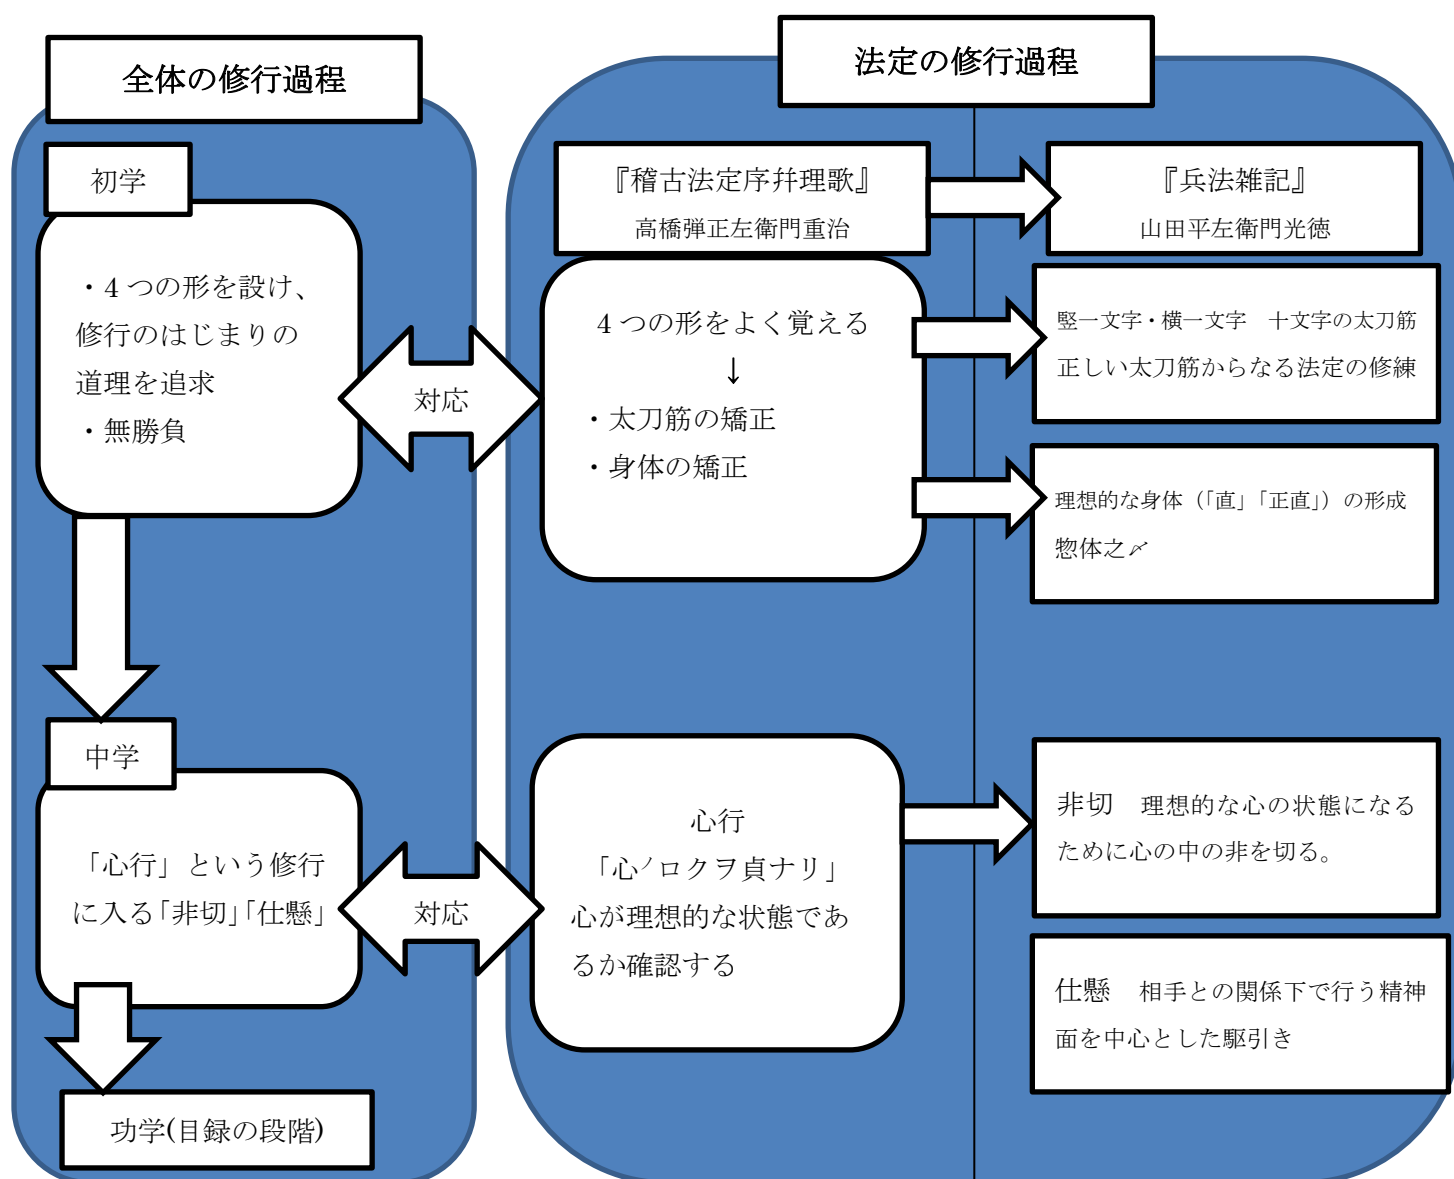 全体の修行過程
初学
・4つの形を設け、
修行のはじまりの
道理を追求
・無勝負
中学
「心行」という修行
に入る「非切」「仕懸」
功学(目録の段階)
対応
対応
法定の修行過程
『稽古法定序幷理歌』
高橋弾正左衛門重治
4つの形をよく覚える
↓
・太刀筋の矯正
・身体の矯正
心行
「心ノロクヲ貞ナリ」
心が理想的な状態であ
るか確認する
『兵法雑記』
山田平左衛門光徳
竪一文字・横一文字　十文字の太刀筋
正しい太刀筋からなる法定の修練
理想的な身体（「直」「正直」）の形成
惣体之〆
非切　理想的な心の状態になる
ために心の中の非を切る。
仕懸　相手との関係下で行う精神
面を中心とした駆引き